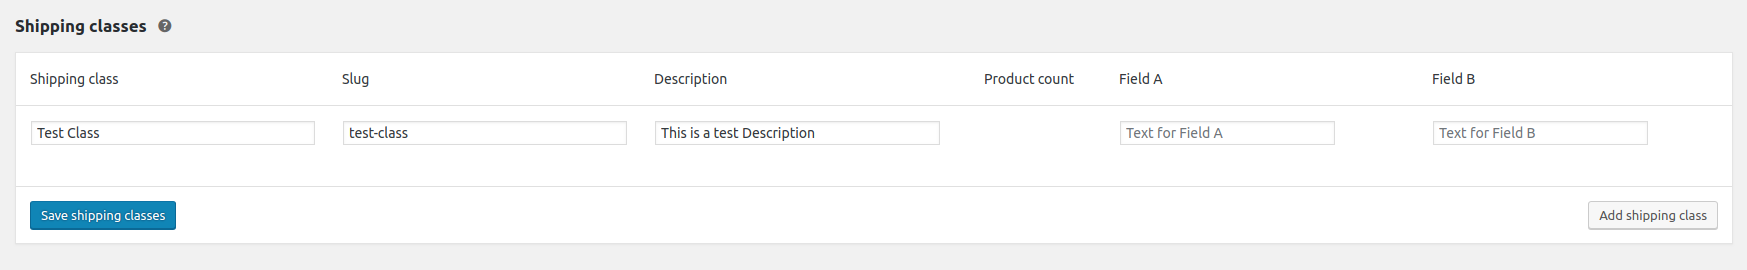 Shipping classes ?
Shipping class Slug Description Product count Field A Field B
Test Class test-class This is a test Description Text for Field A Text for Field B
Save shipping classes Add shipping class